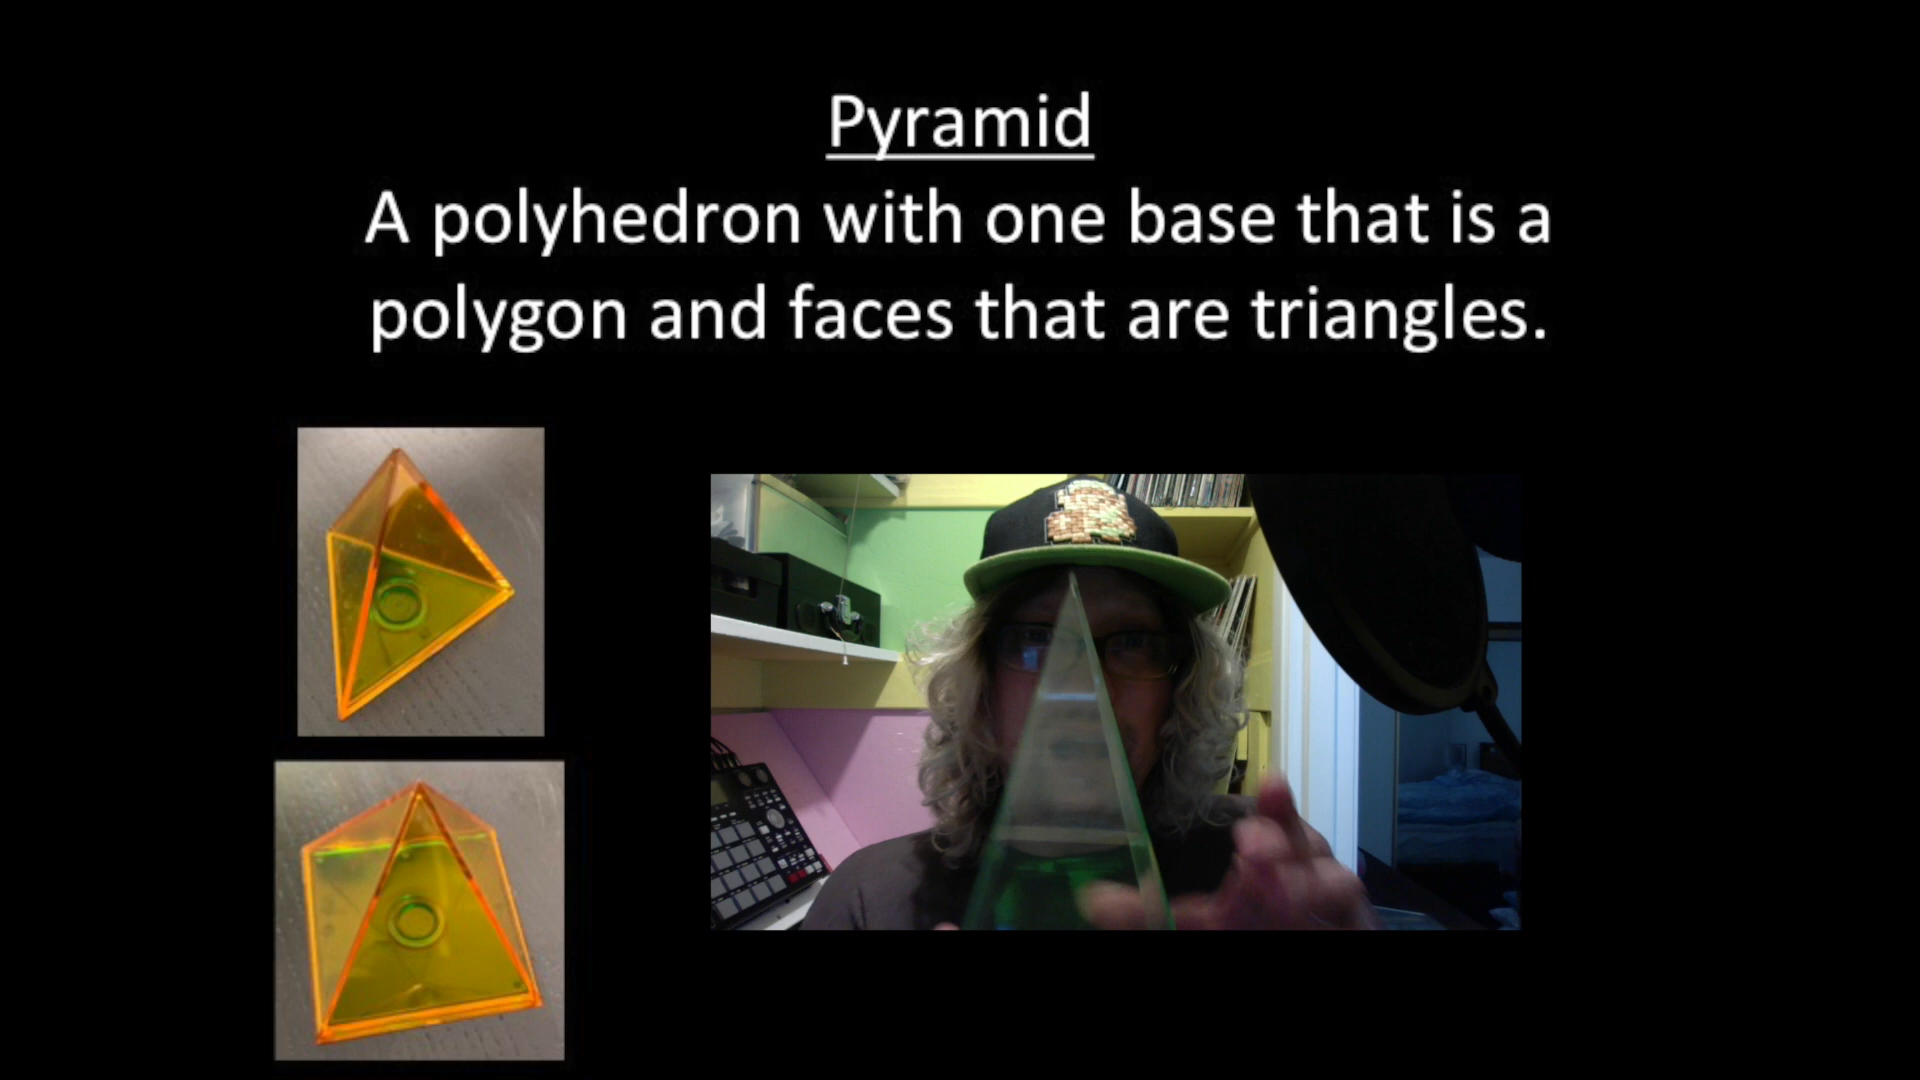 Pyramid
A polyhedron with one base that is a
polygon and faces that are triangles.